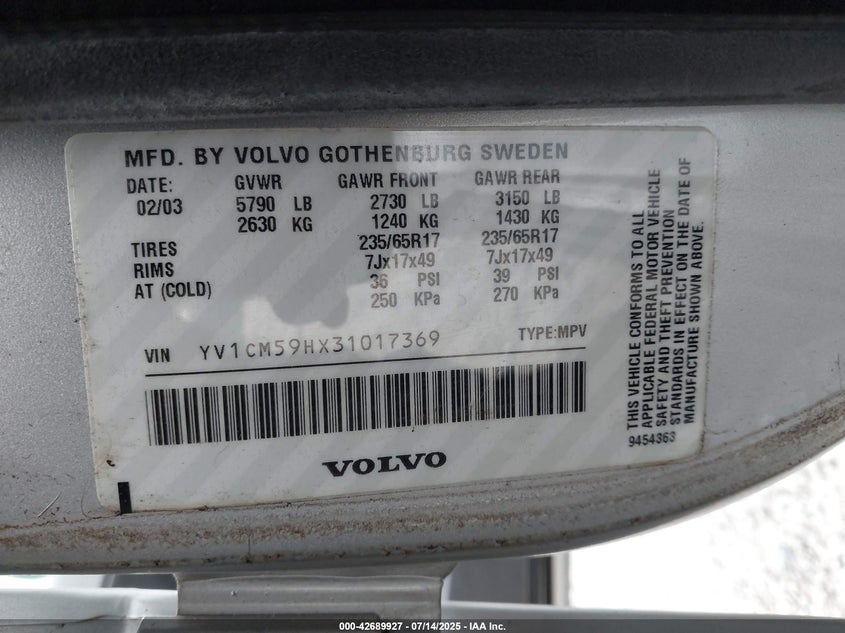 MFD. BY VOLVO GOTHENBURG SWEDEN
DATE: GVWR GAWR FRONT GAWR REAR
02/03 5790 LB 2730 LB 3150 LB
2630 KG 1240 KG 1430 KG
TIRES 235/65R17 235/65R17
RIMS 7Jx17x49 7Jx17x49
AT (COLD) 36 PSI 39 PSI
250 KPa 270 KPa
VIN YV1CM59HX31017369 TYPE:MPV
VOLVO
THIS VEHICLE CONFORMS TO ALL
APPLICABLE FEDERAL MOTOR VEHICLE
SAFETY AND THEFT PREVENTION
STANDARDS IN EFFECT ON THE DATE OF
MANUFACTURE SHOWN ABOVE.
9454363
000-42689927 / 07/14/2025 - © IAA Inc.